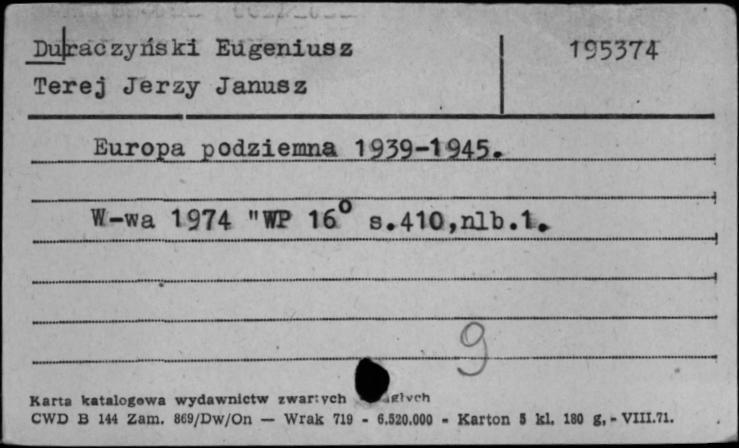 Duraczyński Eugeniusz 195374
Terej Jerzy Janusz
Europa podziemna 1939-1945.
W-wa 1974 "WP 16° s.410,nlb.1.
9
Karta katalogowa wydawnictw zwartych
CWD B 144 Zam. 869/Dw/On — Wrak 719 - 6.520.000 - Karton 5 kl. 180 g. - VIII.71.